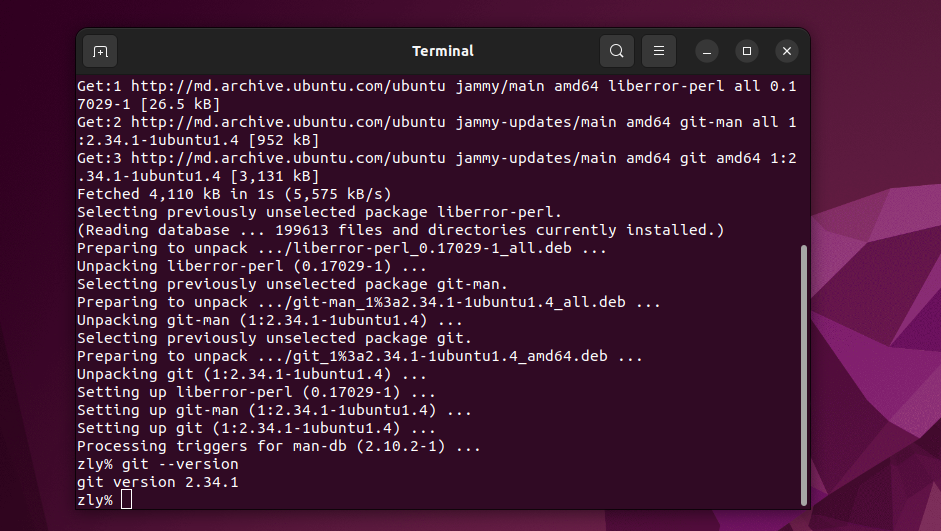 Terminal
Get:1 http://md.archive.ubuntu.com/ubuntu jammy/main amd64 liberror-perl all 0.1
7029-1 [26.5 kB]
Get:2 http://md.archive.ubuntu.com/ubuntu jammy-updates/main amd64 git-man all 1
:2.34.1-1ubuntu1.4 [952 kB]
Get:3 http://md.archive.ubuntu.com/ubuntu jammy-updates/main amd64 git amd64 1:2
.34.1-1ubuntu1.4 [3,131 kB]
Fetched 4,110 kB in 1s (5,575 kB/s)
Selecting previously unselected package liberror-perl.
(Reading database ... 199613 files and directories currently installed.)
Preparing to unpack .../liberror-perl_0.17029-1_all.deb ...
Unpacking liberror-perl (0.17029-1) ...
Selecting previously unselected package git-man.
Preparing to unpack .../git-man_1%3a2.34.1-1ubuntu1.4_all.deb ...
Unpacking git-man (1:2.34.1-1ubuntu1.4) ...
Selecting previously unselected package git.
Preparing to unpack .../git_1%3a2.34.1-1ubuntu1.4_amd64.deb ...
Unpacking git (1:2.34.1-1ubuntu1.4) ...
Setting up liberror-perl (0.17029-1) ...
Setting up git-man (1:2.34.1-1ubuntu1.4) ...
Setting up git (1:2.34.1-1ubuntu1.4) ...
Processing triggers for man-db (2.10.2-1) ...
zly% git --version
git version 2.34.1
zly%